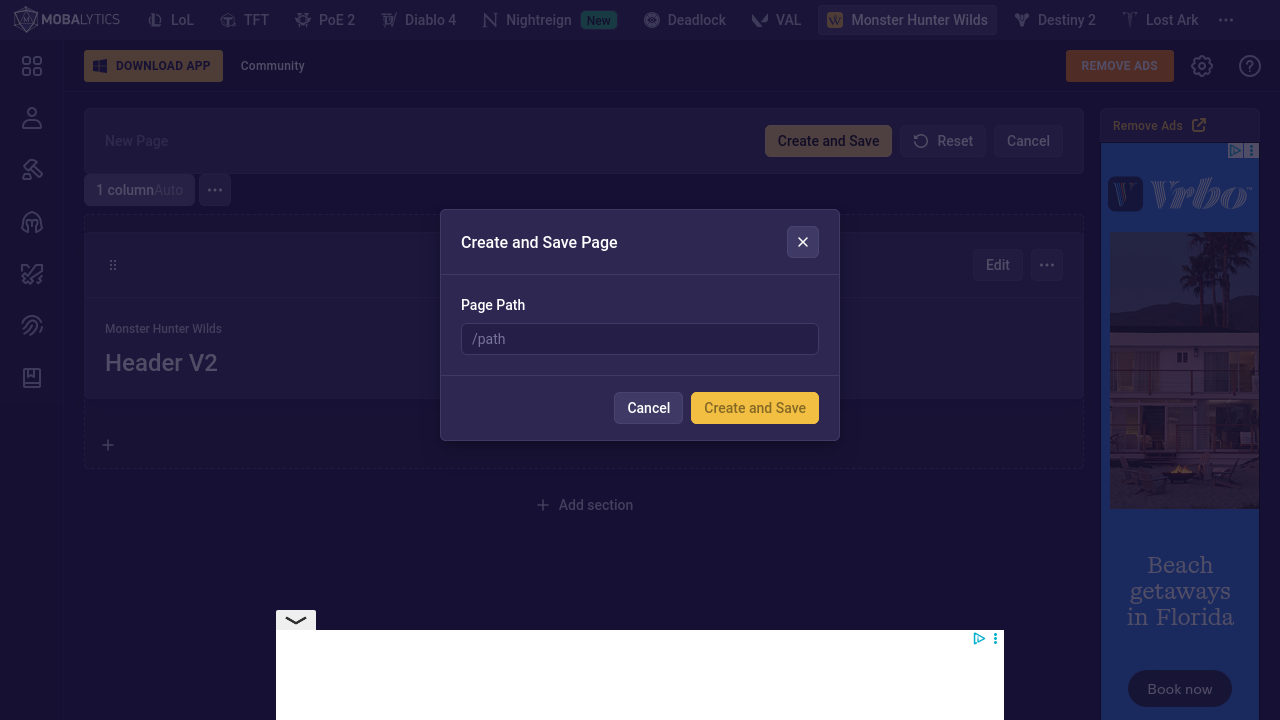 MOBALYTICS
LoL
TFT
PoE 2
Diablo 4
Nightreign New
Deadlock
VAL
Monster Hunter Wilds
Destiny 2
Lost Ark
DOWNLOAD APP
Community
REMOVE ADS
New Page
Create and Save
Reset
Cancel
Remove Ads
1 columnAuto
Vrbo™
Create and Save Page
Edit
Page Path
/path
Monster Hunter Wilds
Header V2
Cancel
Create and Save
Add section
Beach
getaways
in Florida
Book now